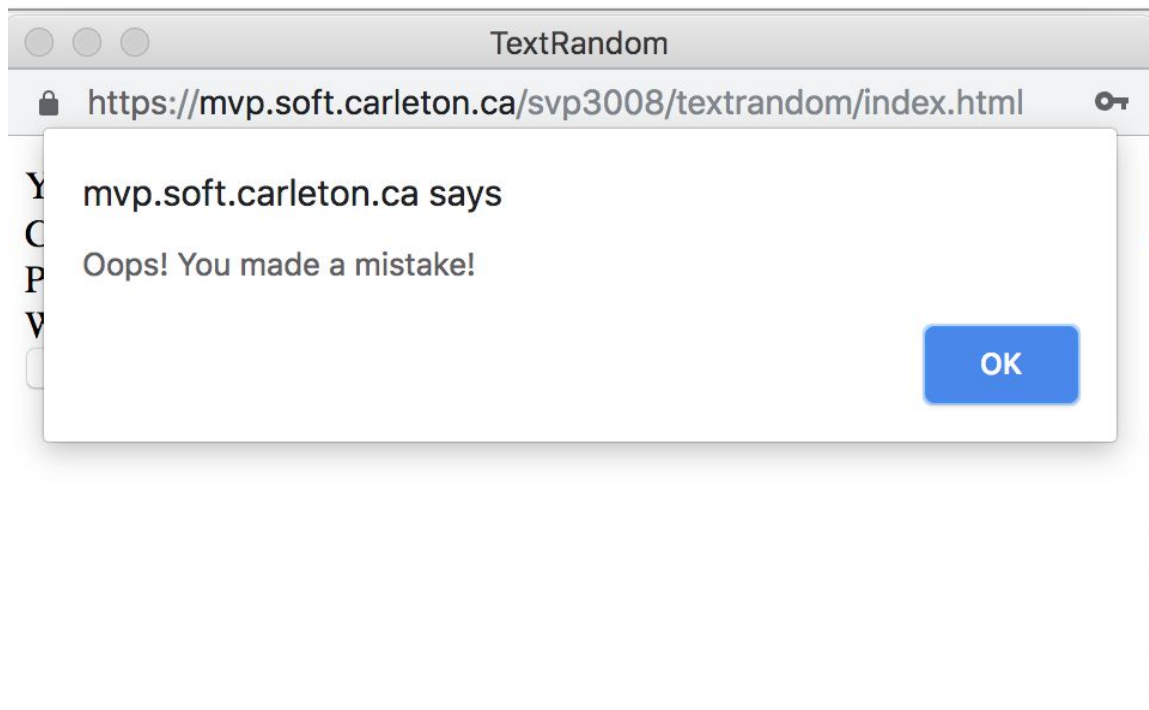 TextRandom
https://mvp.soft.carleton.ca/svp3008/textrandom/index.html
mvp.soft.carleton.ca says
Oops! You made a mistake!
OK